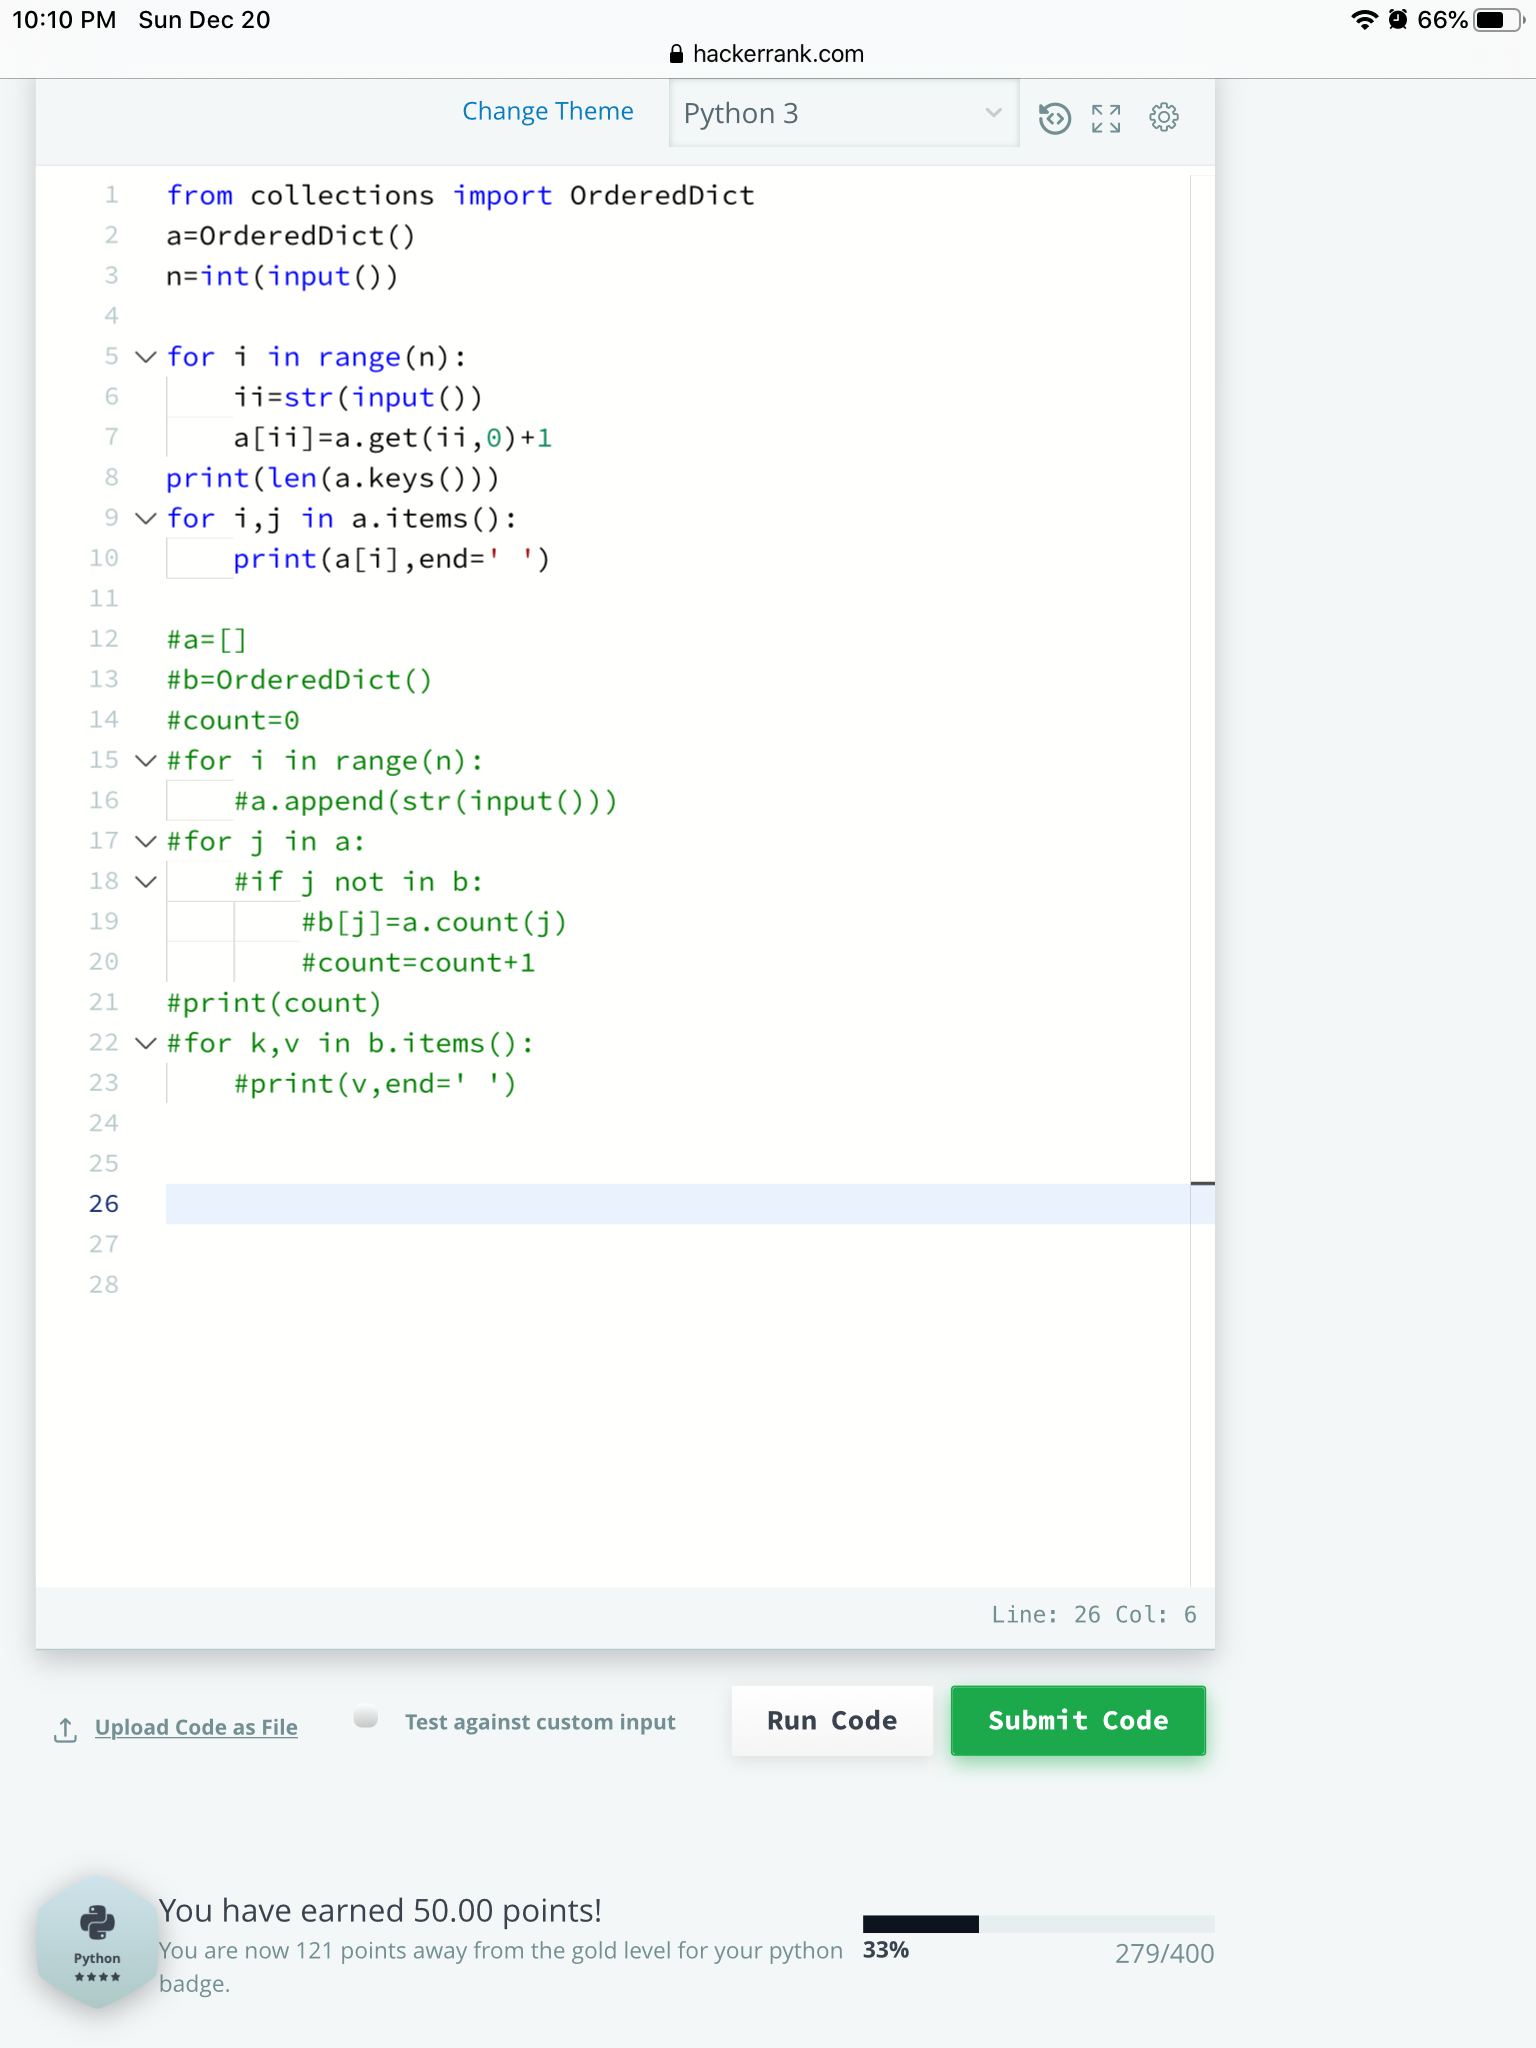 10:10 PM Sun Dec 20 66%
hackerrank.com
Change Theme Python 3
1 from collections import OrderedDict
2 a=OrderedDict()
3 n=int(input())
4
5 for i in range(n):
6     ii=str(input())
7     a[ii]=a.get(ii,0)+1
8 print(len(a.keys()))
9 for i,j in a.items():
10     print(a[i],end=' ')
11
12 #a=[]
13 #b=OrderedDict()
14 #count=0
15 #for i in range(n):
16     #a.append(str(input()))
17 #for j in a:
18     #if j not in b:
19         #b[j]=a.count(j)
20         #count=count+1
21 #print(count)
22 #for k,v in b.items():
23     #print(v,end=' ')
24
25
26
27
28
Line: 26 Col: 6
Upload Code as File Test against custom input Run Code Submit Code
You have earned 50.00 points!
You are now 121 points away from the gold level for your python
badge.
33% 279/400
Python